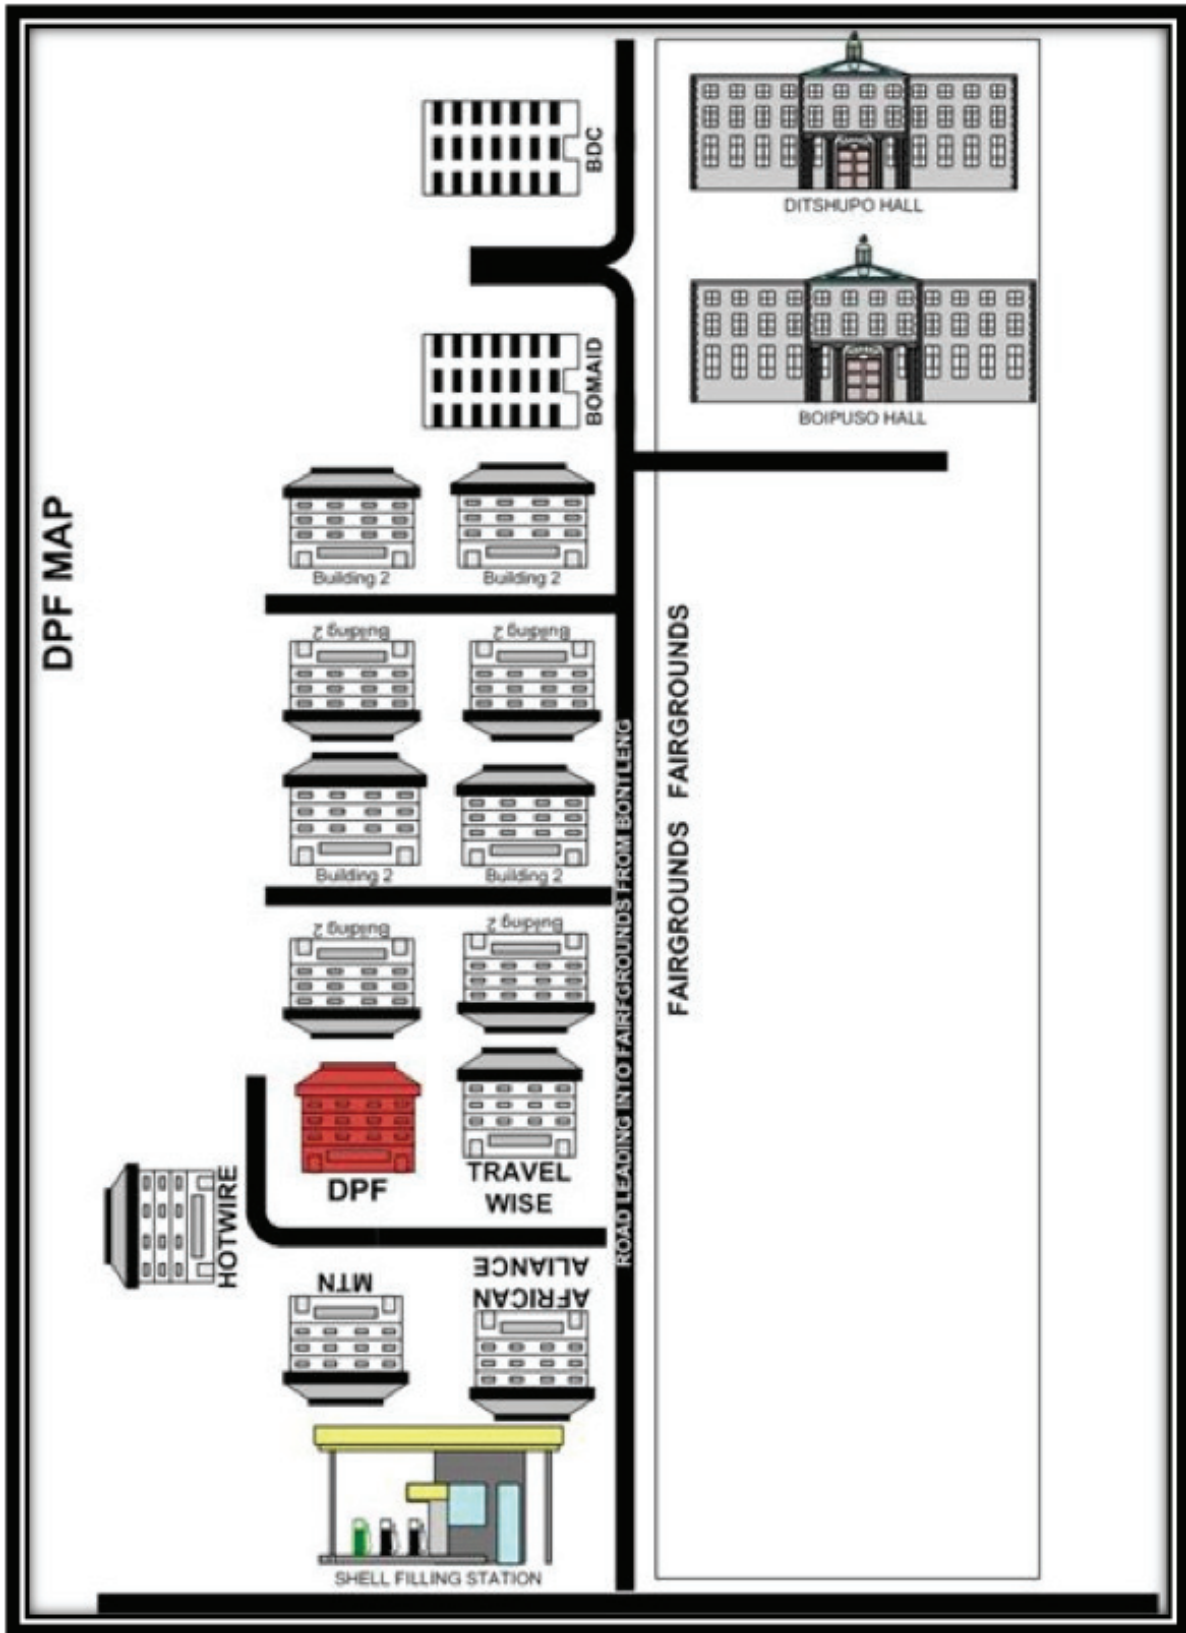 DPF MAP
BDC
DITSHUPO HALL
BOMAID
BOIPUSO HALL
Building 2
Building 2
Building 2
Building 2
FAIRGROUNDS FAIRGROUNDS
ROAD LEADING INTO FAIRFGROUNDS FROM BONTLENG
Building 2
Building 2
Building 2
Building 2
DPF
TRAVEL
WISE
HOTWIRE
MTN
AFRICAN
ALIANCE
SHELL FILLING STATION